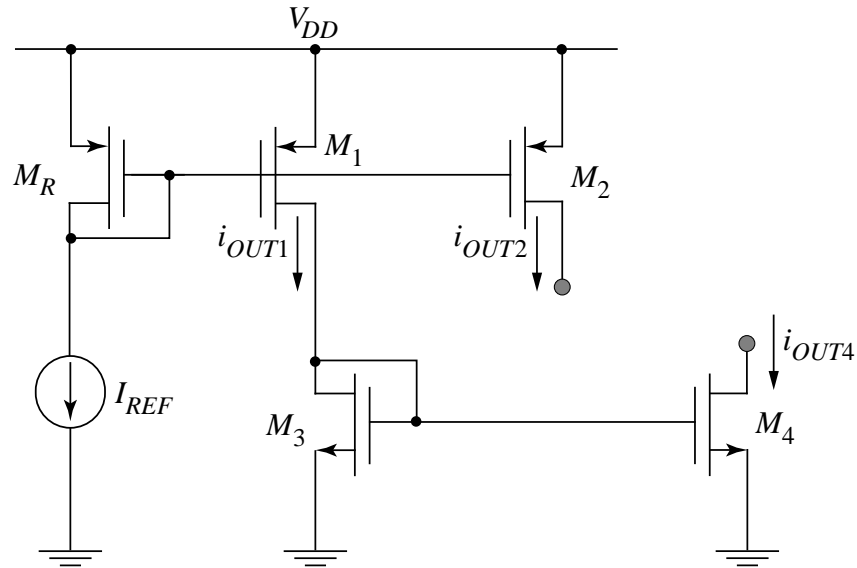 V_DD
M_R
M_1
M_2
i_OUT1
i_OUT2
i_OUT4
I_REF
M_3
M_4